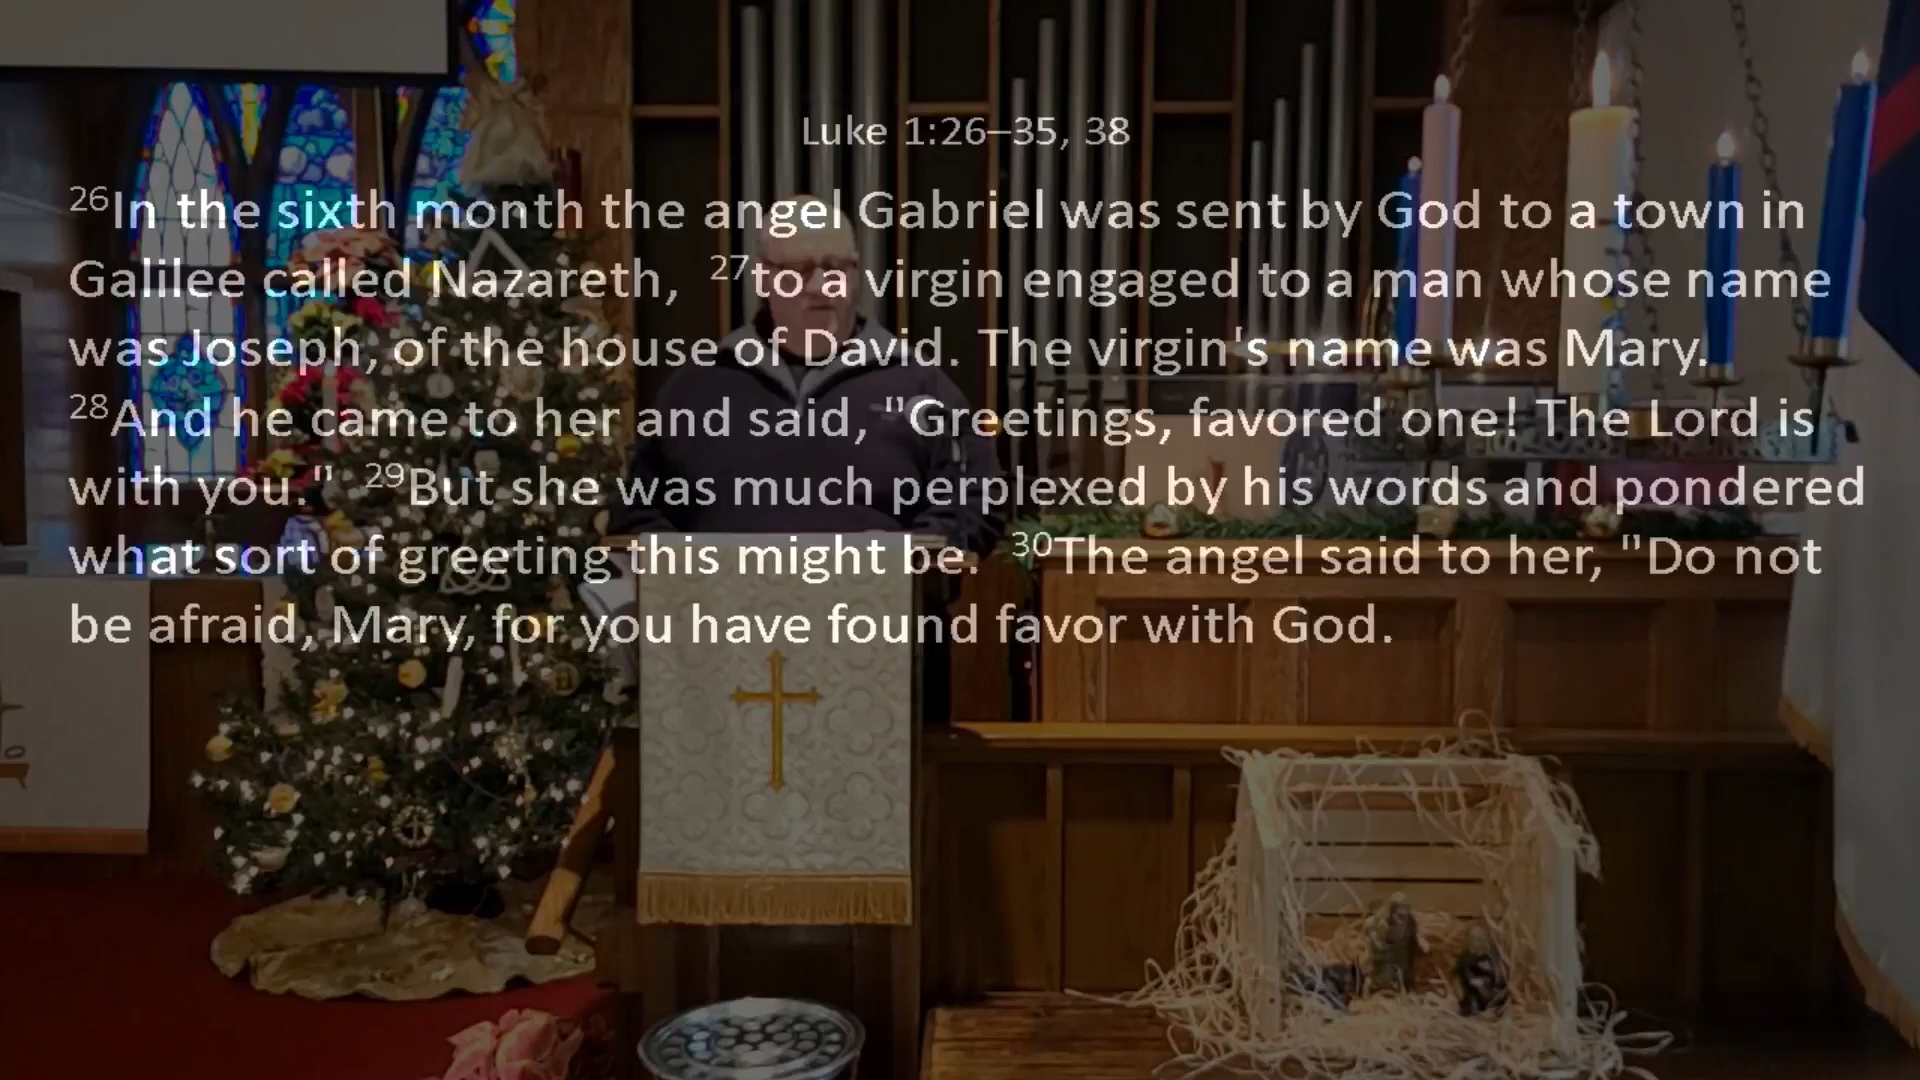 Luke 1:26–35, 38
26In the sixth month the angel Gabriel was sent by God to a town in
Galilee called Nazareth, 27to a virgin engaged to a man whose name
was Joseph, of the house of David. The virgin's name was Mary.
28And he came to her and said, "Greetings, favored one! The Lord is
with you." 29But she was much perplexed by his words and pondered
what sort of greeting this might be. 30The angel said to her, "Do not
be afraid, Mary, for you have found favor with God.